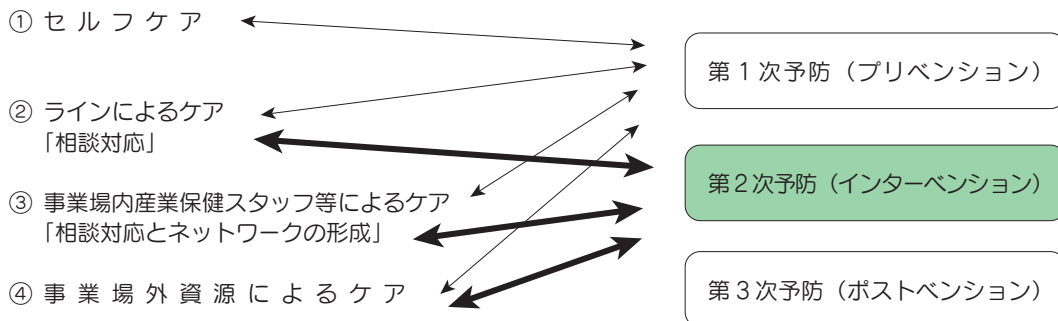 ① セルフケア
② ラインによるケア
「相談対応」
③ 事業場内産業保健スタッフ等によるケア
「相談対応とネットワークの形成」
④ 事業場外資源によるケア
第1次予防（プリベンション）
第2次予防（インターベンション）
第3次予防（ポストベンション）